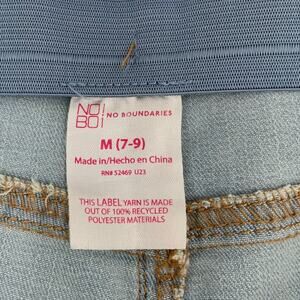 NO!
BO! NO BOUNDARIES
M (7-9)
Made in/Hecho en China
RN# 52469 U23
THIS LABEL YARN IS MADE
OUT OF 100% RECYCLED
POLYESTER MATERIALS